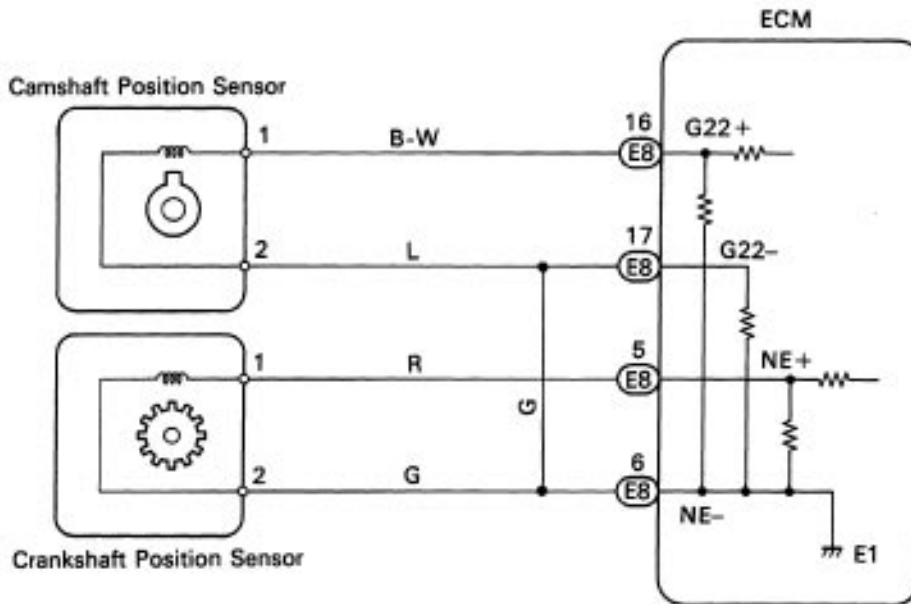 ECM
Camshaft Position Sensor
1
B-W
16
E8
G22+
2
L
17
E8
G22–
1
R
5
E8
NE+
G
2
G
6
E8
NE–
E1
Crankshaft Position Sensor